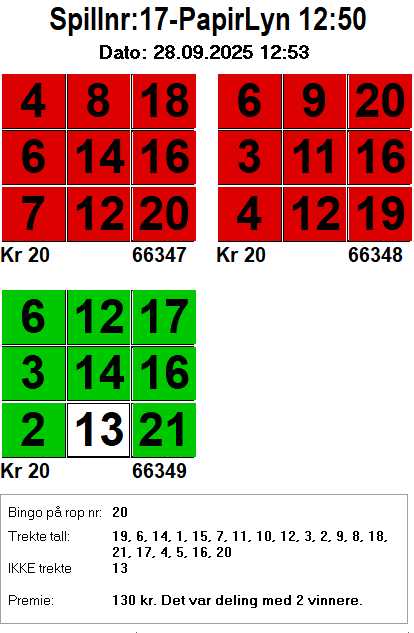 Spillnr:17-PapirLyn 12:50
Dato: 28.09.2025 12:53
4 8 18 6 9 20
6 14 16 3 11 16
7 12 20 4 12 19
Kr 20 66347 Kr 20 66348
6 12 17
3 14 16
2 13 21
Kr 20 66349
Bingo på rop nr: 20
Trekte tall: 19, 6, 14, 1, 15, 7, 11, 10, 12, 3, 2, 9, 8, 18,
21, 17, 4, 5, 16, 20
IKKE trekte 13
Premie: 130 kr. Det var deling med 2 vinnere.